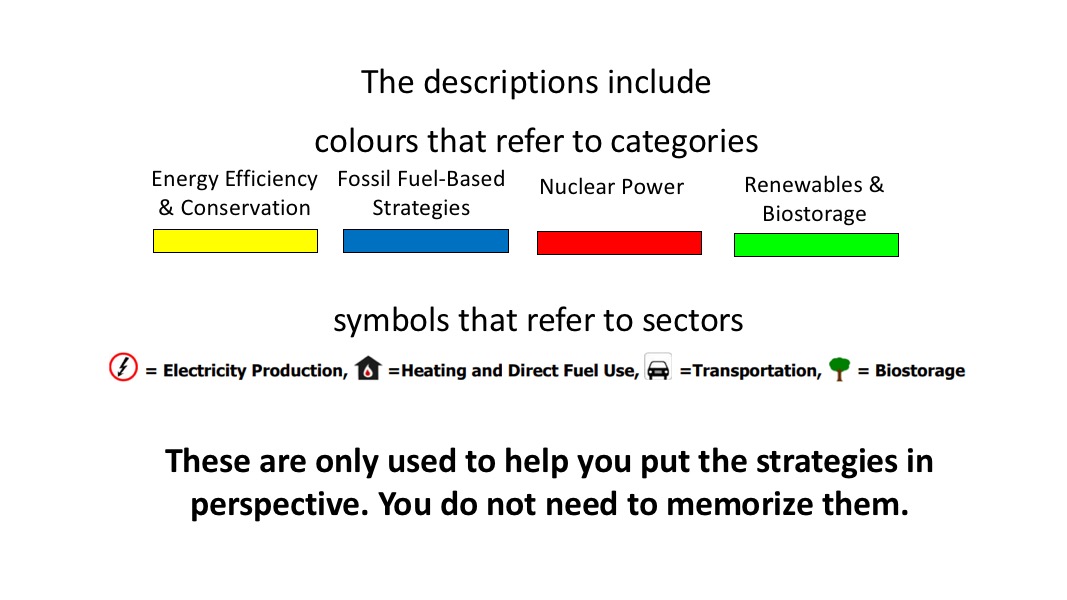 The descriptions include
colours that refer to categories
Energy Efficiency & Conservation
Fossil Fuel-Based Strategies
Nuclear Power
Renewables & Biostorage
symbols that refer to sectors
= Electricity Production, =Heating and Direct Fuel Use, =Transportation, = Biostorage
These are only used to help you put the strategies in
perspective. You do not need to memorize them.